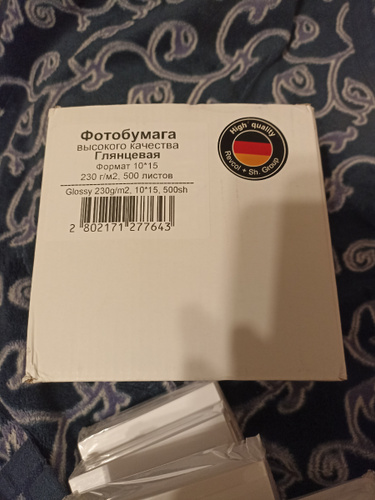 Фотобумага
высокого качества
Глянцевая
Формат 10*15
230 г/м2, 500 листов
Glossy 230g/m2, 10*15, 500sh
2 802171 277643
High quality
Revcol + Sh. Group